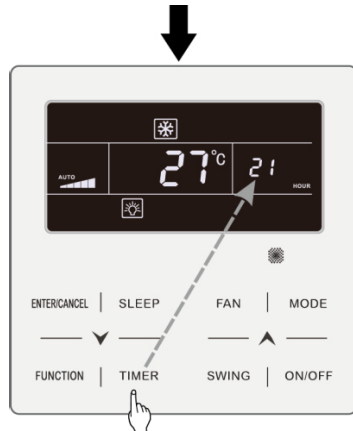 27°C
21
AUTO
HOUR
ENTER/CANCEL SLEEP FAN MODE
FUNCTION TIMER SWING ON/OFF